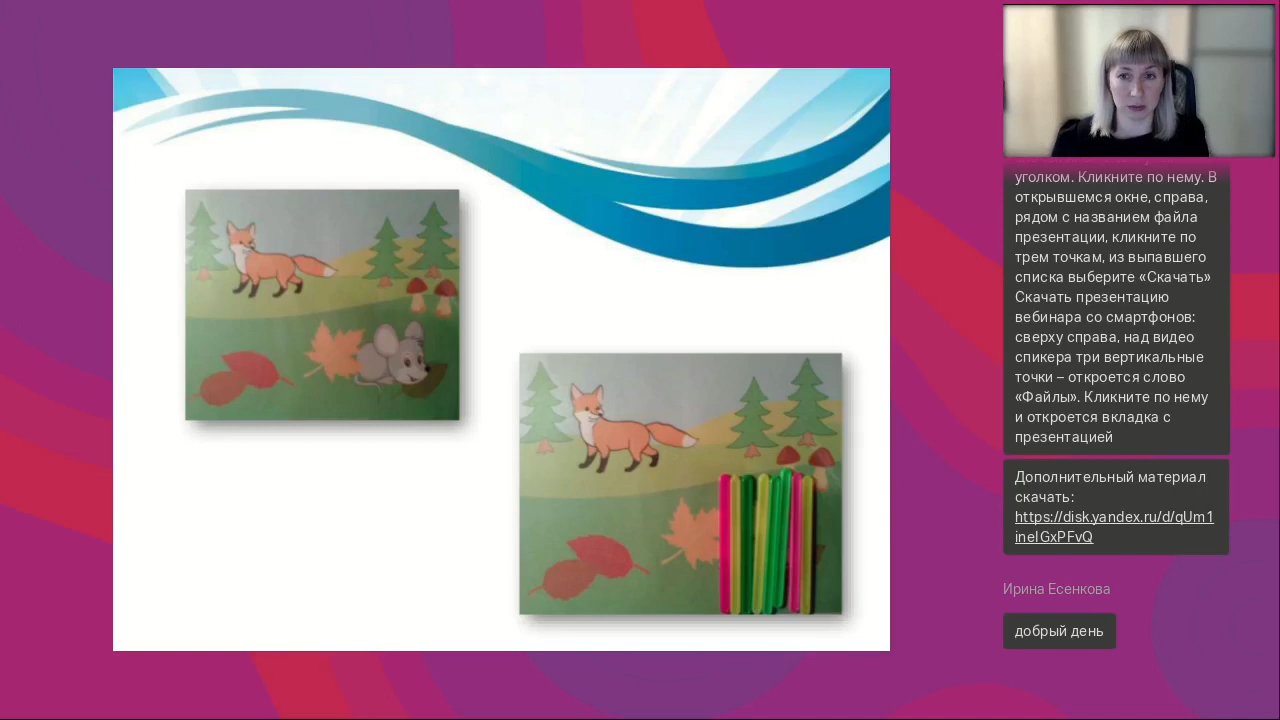 уголком. Кликните по нему. В
открывшемся окне, справа,
рядом с названием файла
презентации, кликните по
трем точкам, из выпавшего
списка выберите «Скачать»
Скачать презентацию
вебинара со смартфонов:
сверху справа, над видео
спикера три вертикальные
точки – откроется слово
«Файлы». Кликните по нему
и откроется вкладка с
презентацией
Дополнительный материал
скачать:
https://disk.yandex.ru/d/qUm1
ineIGxPFvQ
Ирина Есенкова
добрый день